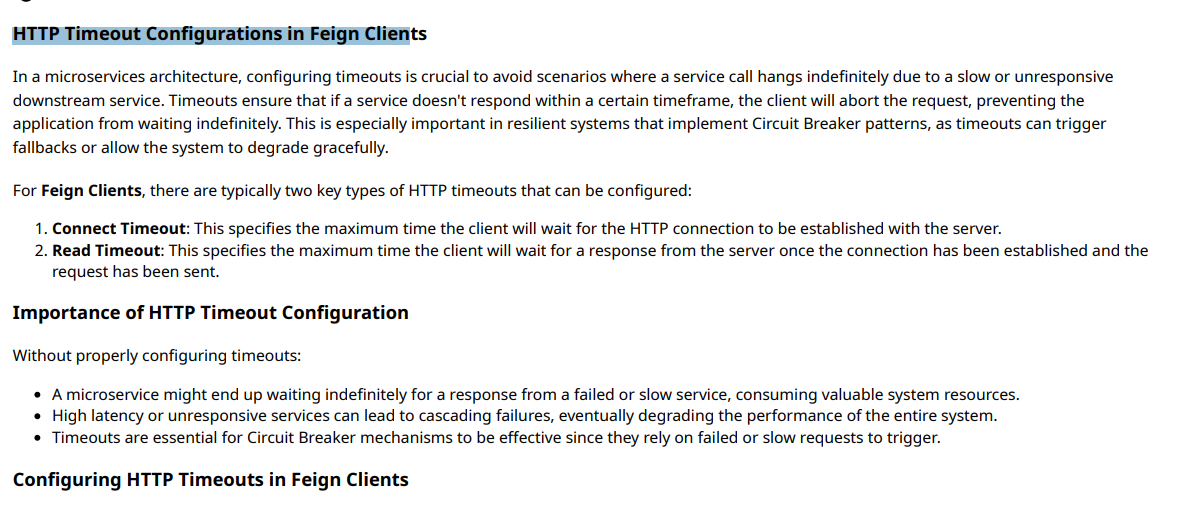 HTTP Timeout Configurations in Feign Clients
In a microservices architecture, configuring timeouts is crucial to avoid scenarios where a service call hangs indefinitely due to a slow or unresponsive
downstream service. Timeouts ensure that if a service doesn't respond within a certain timeframe, the client will abort the request, preventing the
application from waiting indefinitely. This is especially important in resilient systems that implement Circuit Breaker patterns, as timeouts can trigger
fallbacks or allow the system to degrade gracefully.
For Feign Clients, there are typically two key types of HTTP timeouts that can be configured:
1. Connect Timeout: This specifies the maximum time the client will wait for the HTTP connection to be established with the server.
2. Read Timeout: This specifies the maximum time the client will wait for a response from the server once the connection has been established and the
request has been sent.
Importance of HTTP Timeout Configuration
Without properly configuring timeouts:
• A microservice might end up waiting indefinitely for a response from a failed or slow service, consuming valuable system resources.
• High latency or unresponsive services can lead to cascading failures, eventually degrading the performance of the entire system.
• Timeouts are essential for Circuit Breaker mechanisms to be effective since they rely on failed or slow requests to trigger.
Configuring HTTP Timeouts in Feign Clients